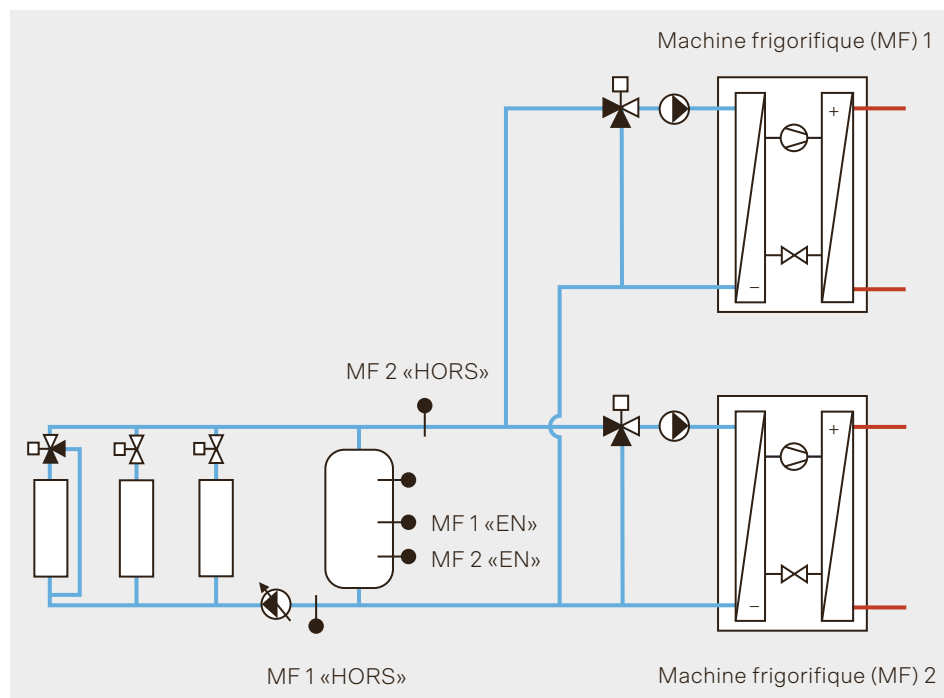 Machine frigorifique (MF) 1
+
−
MF 2 «HORS»
+
MF 1 «EN»
MF 2 «EN»
−
MF 1 «HORS»
Machine frigorifique (MF) 2